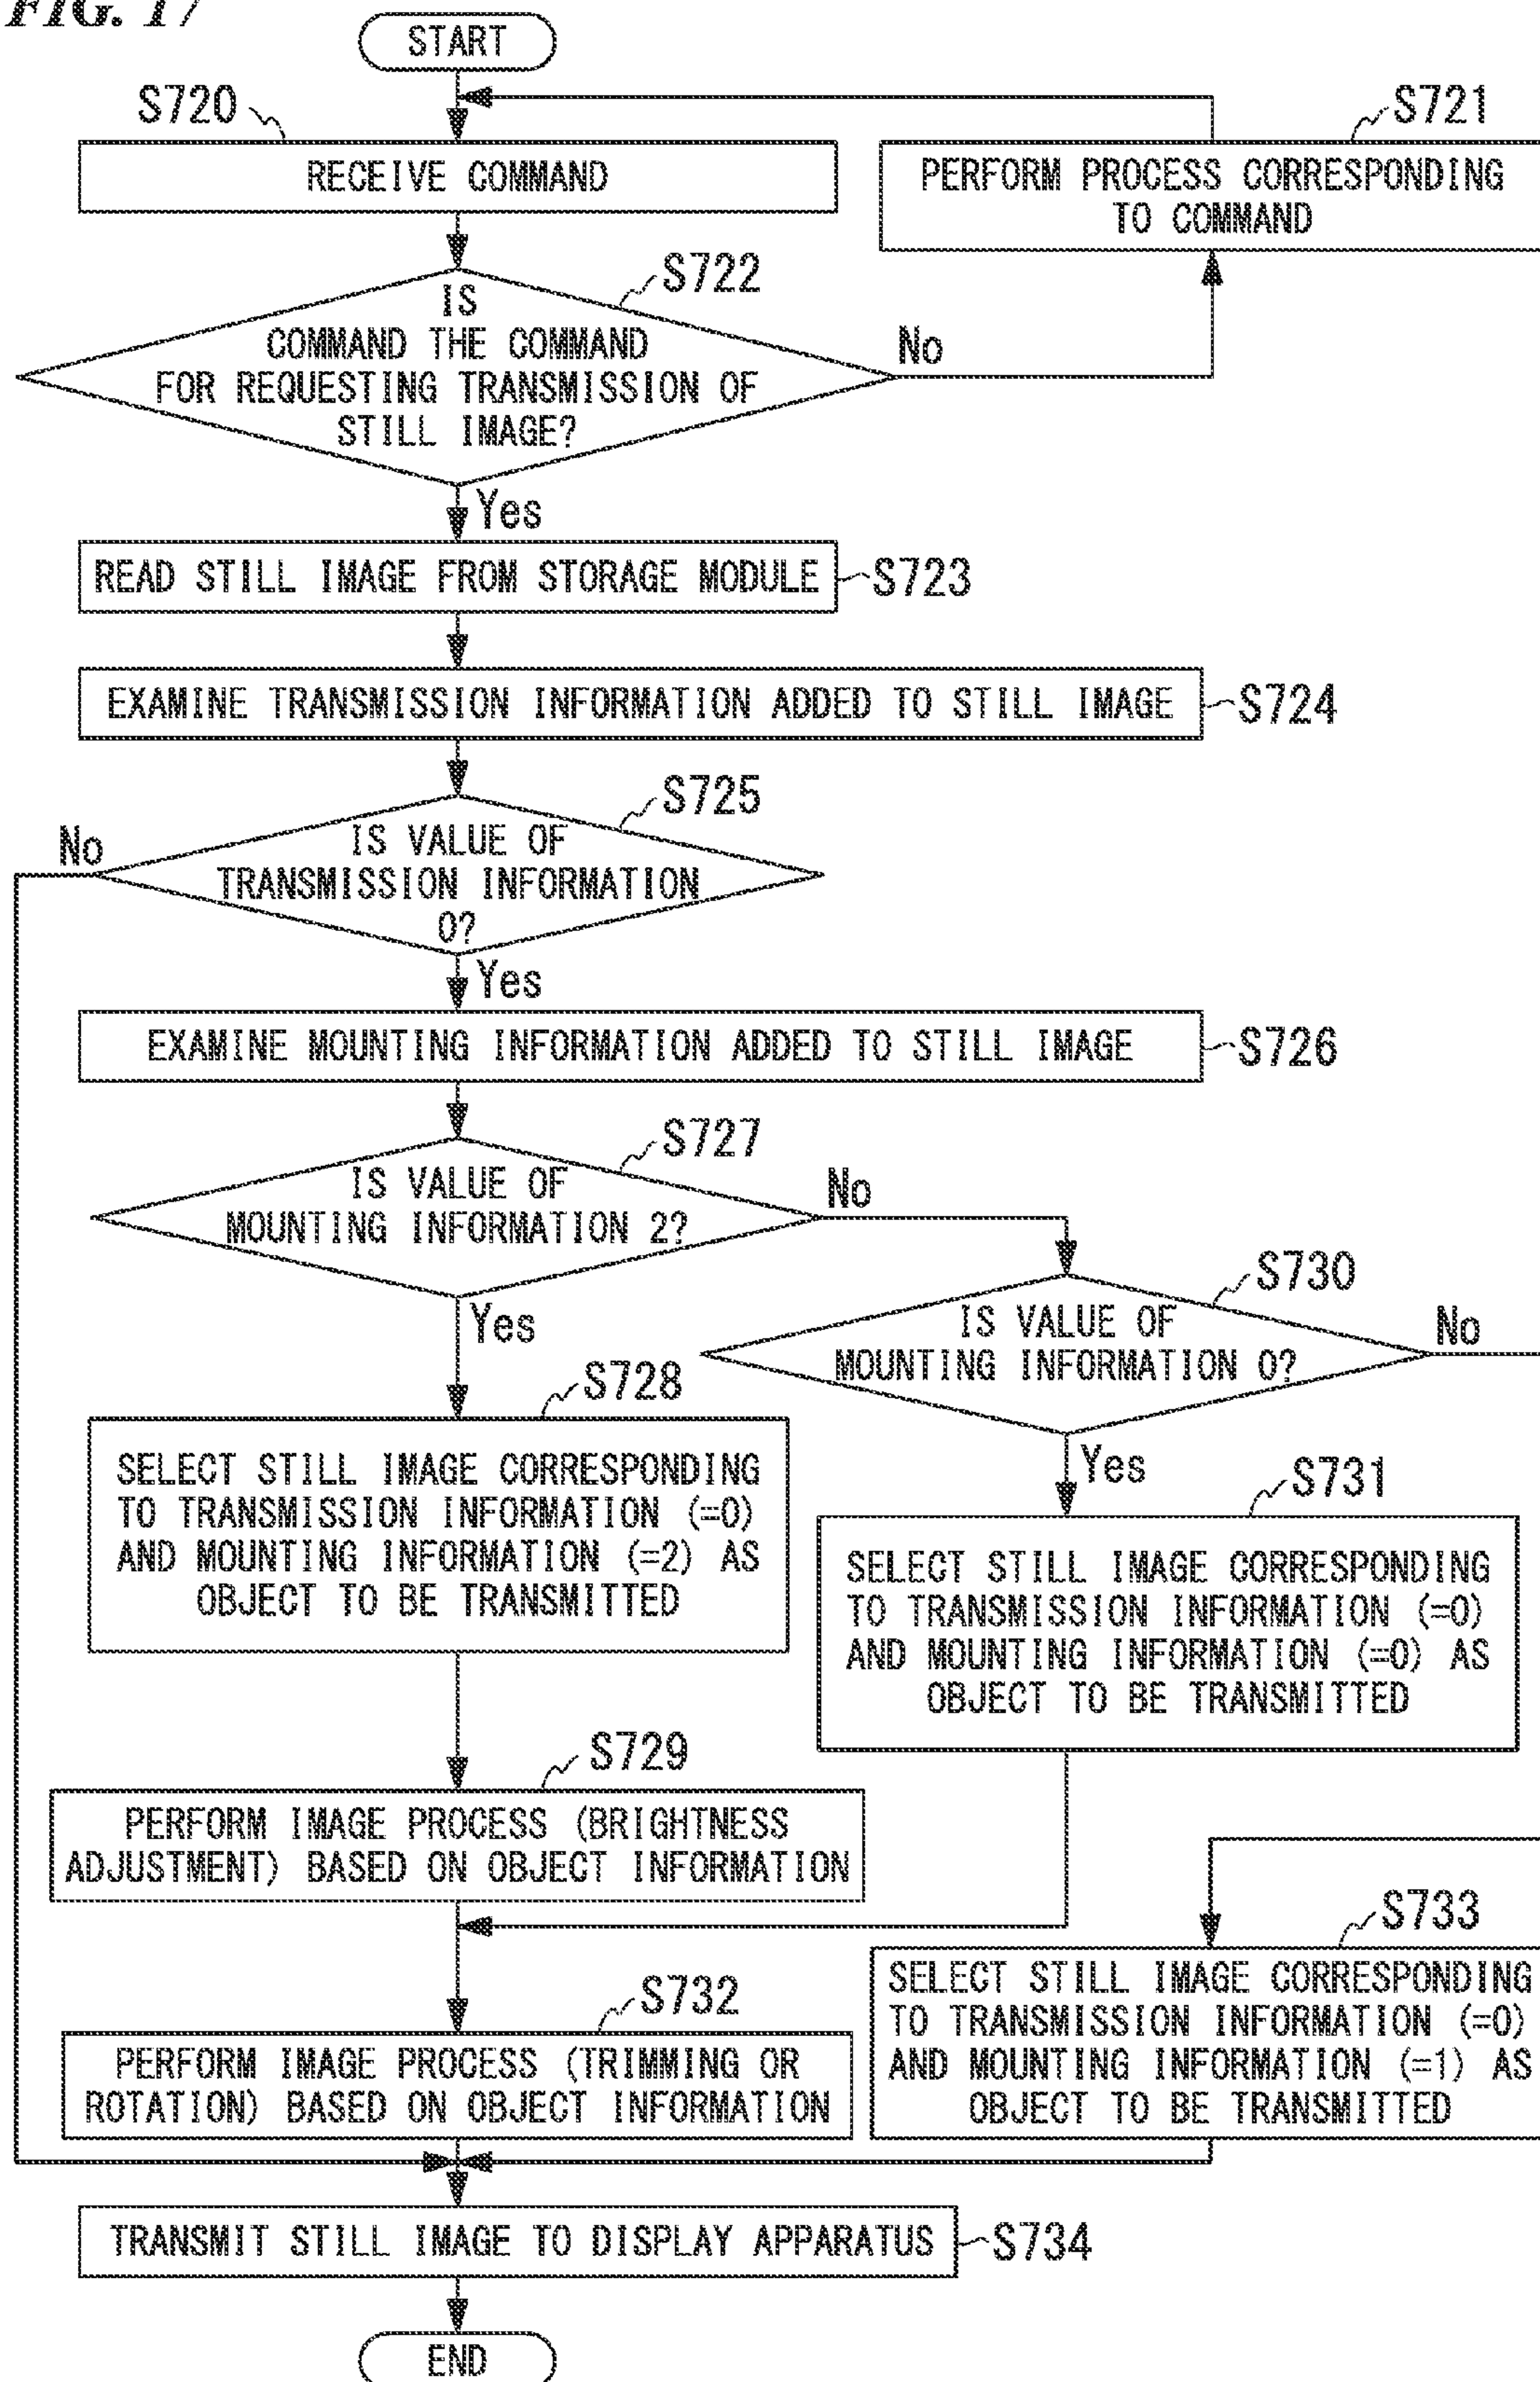 FIG. 17
START
S720
S721
RECEIVE COMMAND
PERFORM PROCESS CORRESPONDING
TO COMMAND
S722
IS
COMMAND THE COMMAND
FOR REQUESTING TRANSMISSION OF
STILL IMAGE?
No
Yes
READ STILL IMAGE FROM STORAGE MODULE
S723
EXAMINE TRANSMISSION INFORMATION ADDED TO STILL IMAGE
S724
S725
No
IS VALUE OF
TRANSMISSION INFORMATION
0?
Yes
EXAMINE MOUNTING INFORMATION ADDED TO STILL IMAGE
S726
S727
IS VALUE OF
MOUNTING INFORMATION 2?
No
Yes
S730
IS VALUE OF
MOUNTING INFORMATION 0?
No
Yes
S728
SELECT STILL IMAGE CORRESPONDING
TO TRANSMISSION INFORMATION (=0)
AND MOUNTING INFORMATION (=2) AS
OBJECT TO BE TRANSMITTED
S731
SELECT STILL IMAGE CORRESPONDING
TO TRANSMISSION INFORMATION (=0)
AND MOUNTING INFORMATION (=0) AS
OBJECT TO BE TRANSMITTED
S729
PERFORM IMAGE PROCESS (BRIGHTNESS
ADJUSTMENT) BASED ON OBJECT INFORMATION
S733
SELECT STILL IMAGE CORRESPONDING
TO TRANSMISSION INFORMATION (=0)
AND MOUNTING INFORMATION (=1) AS
OBJECT TO BE TRANSMITTED
S732
PERFORM IMAGE PROCESS (TRIMMING OR
ROTATION) BASED ON OBJECT INFORMATION
TRANSMIT STILL IMAGE TO DISPLAY APPARATUS
S734
END